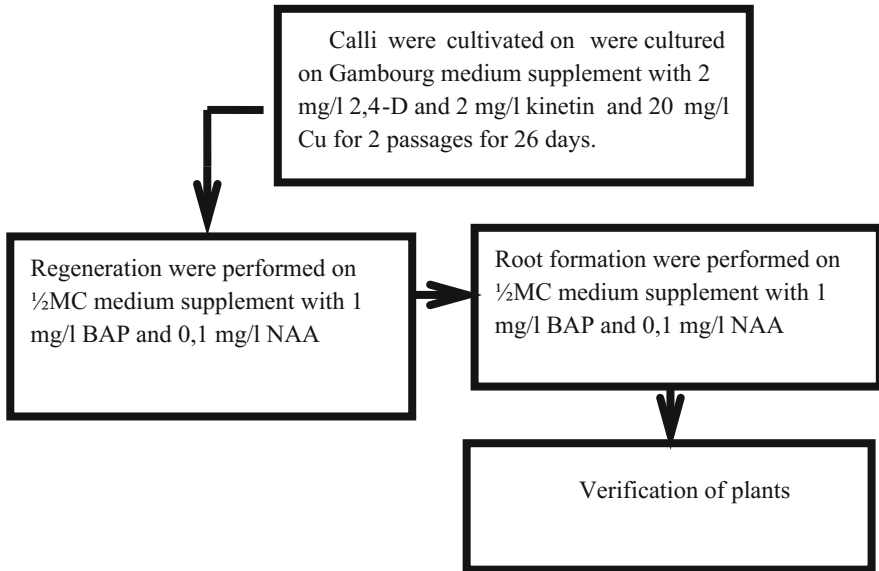 Calli were cultivated on were cultured
on Gambourg medium supplement with 2
mg/l 2,4-D and 2 mg/l kinetin and 20 mg/l
Cu for 2 passages for 26 days.
Regeneration were performed on
½MC medium supplement with 1
mg/l BAP and 0,1 mg/l NAA
Root formation were performed on
½MC medium supplement with 1
mg/l BAP and 0,1 mg/l NAA
Verification of plants